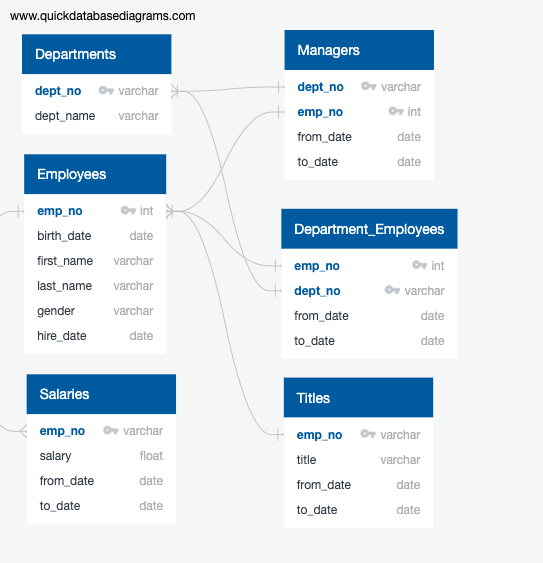 www.quickdatabasediagrams.com
Departments
dept_no varchar
dept_name varchar
Employees
emp_no int
birth_date date
first_name varchar
last_name varchar
gender varchar
hire_date date
Salaries
emp_no varchar
salary float
from_date date
to_date date
Managers
dept_no varchar
emp_no int
from_date date
to_date date
Department_Employees
emp_no int
dept_no varchar
from_date date
to_date date
Titles
emp_no varchar
title varchar
from_date date
to_date date